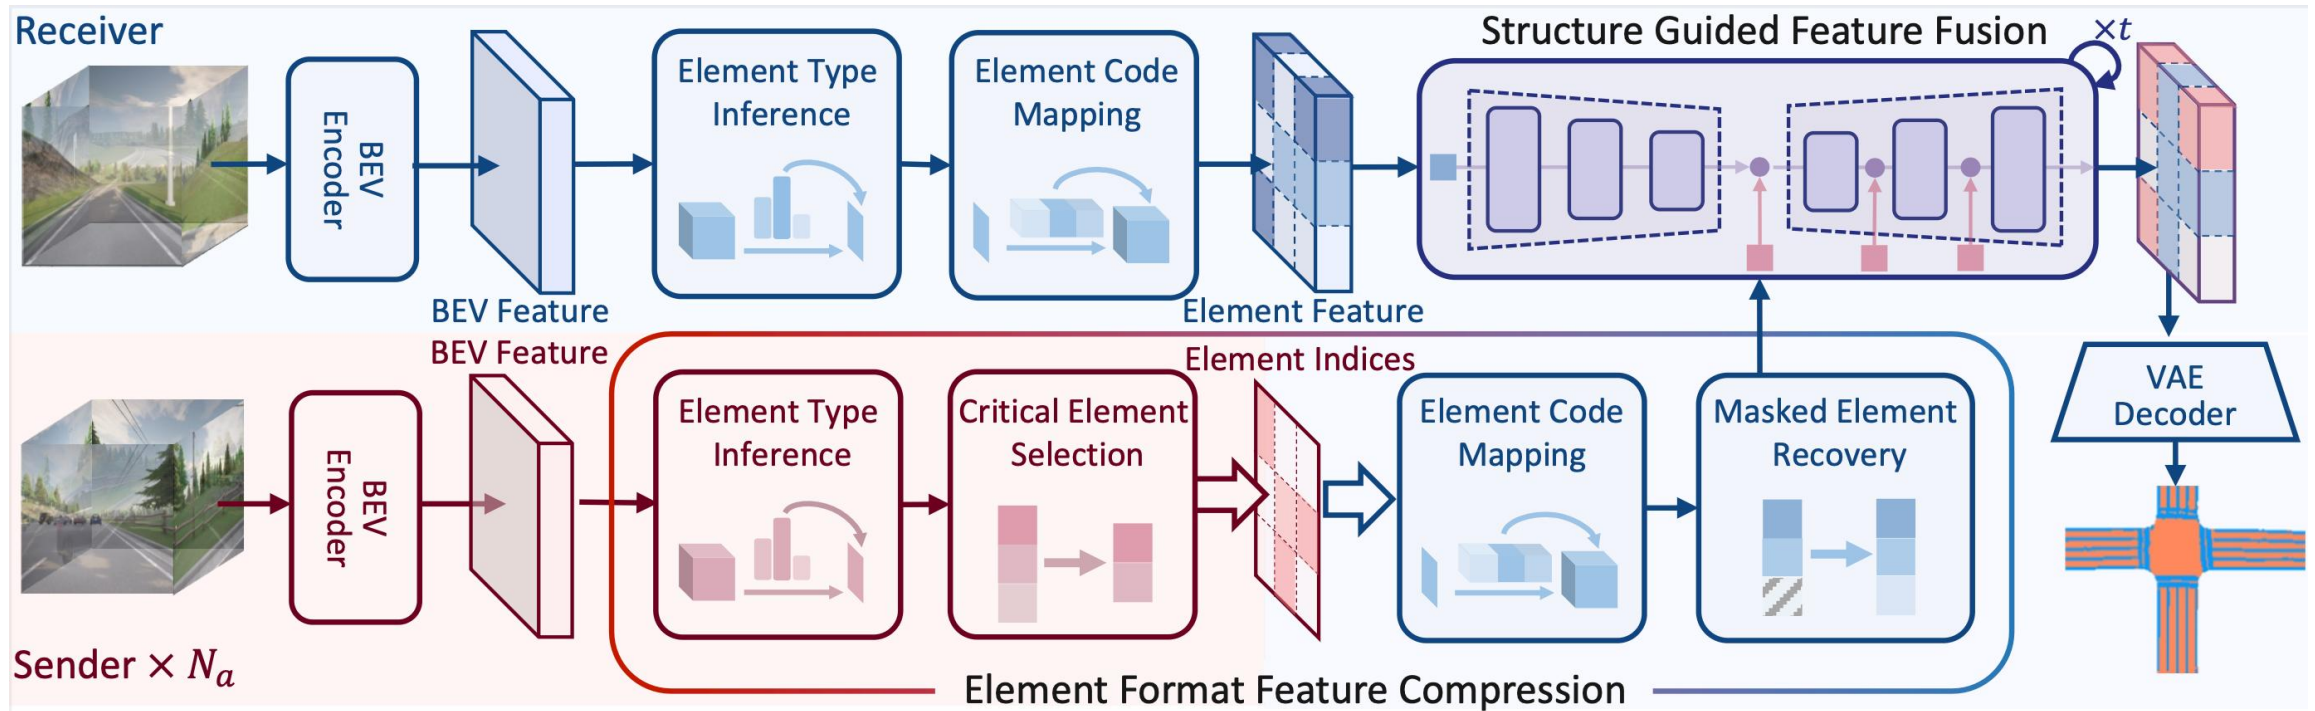 Receiver
BEV
Encoder
BEV Feature
Element Type
Inference
Element Code
Mapping
Element Feature
Structure Guided Feature Fusion
×t
Sender × Nₐ
BEV
Encoder
BEV Feature
Element Type
Inference
Critical Element
Selection
Element Indices
Element Code
Mapping
Masked Element
Recovery
Element Format Feature Compression
VAE
Decoder